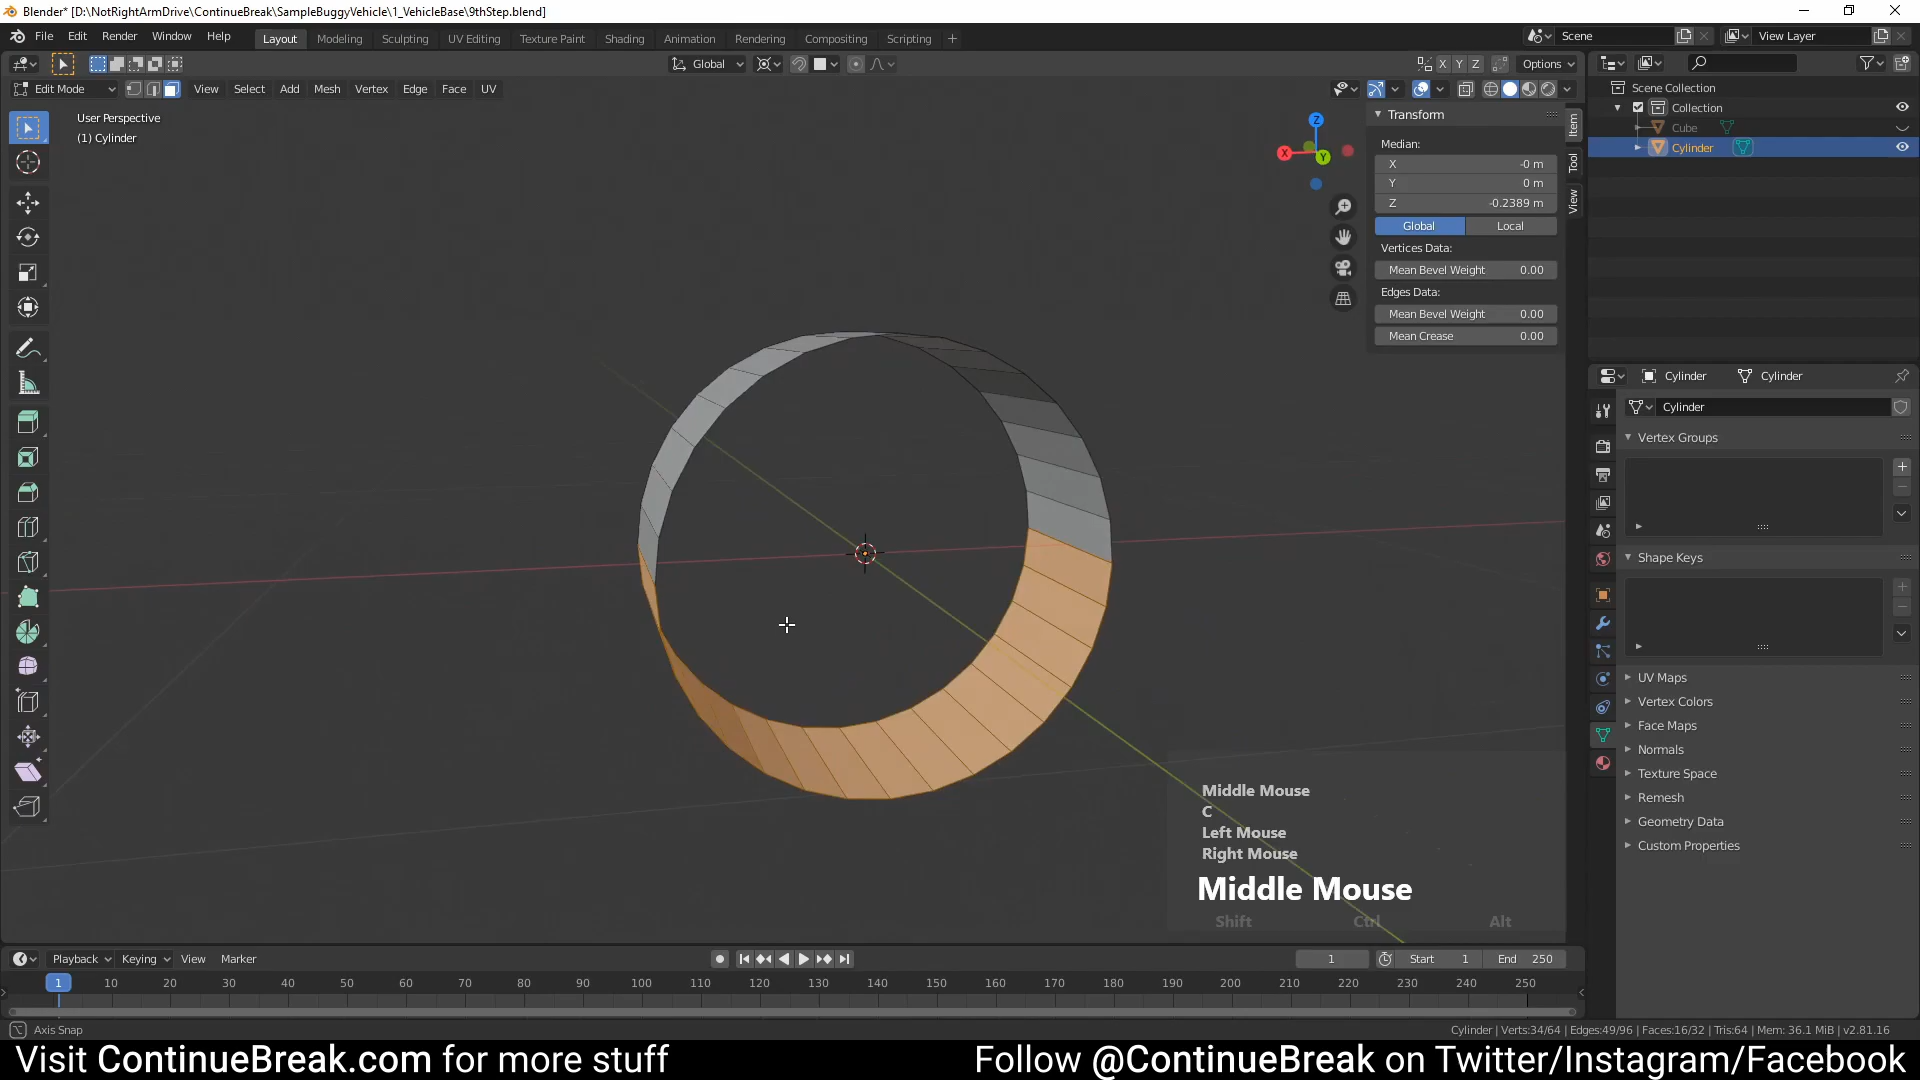 Blender* [D:\NotRightArmDrive\ContinueBreak\SampleBuggyVehicle\1_VehicleBase\9thStep.blend]
File Edit Render Window Help Layout Modeling Sculpting UV Editing Texture Paint Shading Animation Rendering Compositing Scripting Scene View Layer
Global X Y Z Options
Edit Mode View Select Add Mesh Vertex Edge Face UV
User Perspective
(1) Cylinder
Z
X
Y
Transform
Median:
X -0 m
Y 0 m
Z -0.2389 m
Global Local
Vertices Data:
Mean Bevel Weight 0.00
Edges Data:
Mean Bevel Weight 0.00
Mean Crease 0.00
Item
Tool
View
Scene Collection
Collection
Cube
Cylinder
Cylinder Cylinder
Cylinder
Vertex Groups
Shape Keys
UV Maps
Vertex Colors
Face Maps
Normals
Texture Space
Remesh
Geometry Data
Custom Properties
Middle Mouse
C
Left Mouse
Right Mouse
Middle Mouse
Shift Ctrl Alt
Playback Keying View Marker 1 Start 1 End 250
1 10 20 30 40 50 60 70 80 90 100 110 120 130 140 150 160 170 180 190 200 210 220 230 240 250
Axis Snap
Cylinder | Verts:34/64 | Edges:49/96 | Faces:16/32 | Tris:64 | Mem: 36.1 MiB | v2.81.16
Visit ContinueBreak.com for more stuff
Follow @ContinueBreak on Twitter/Instagram/Facebook